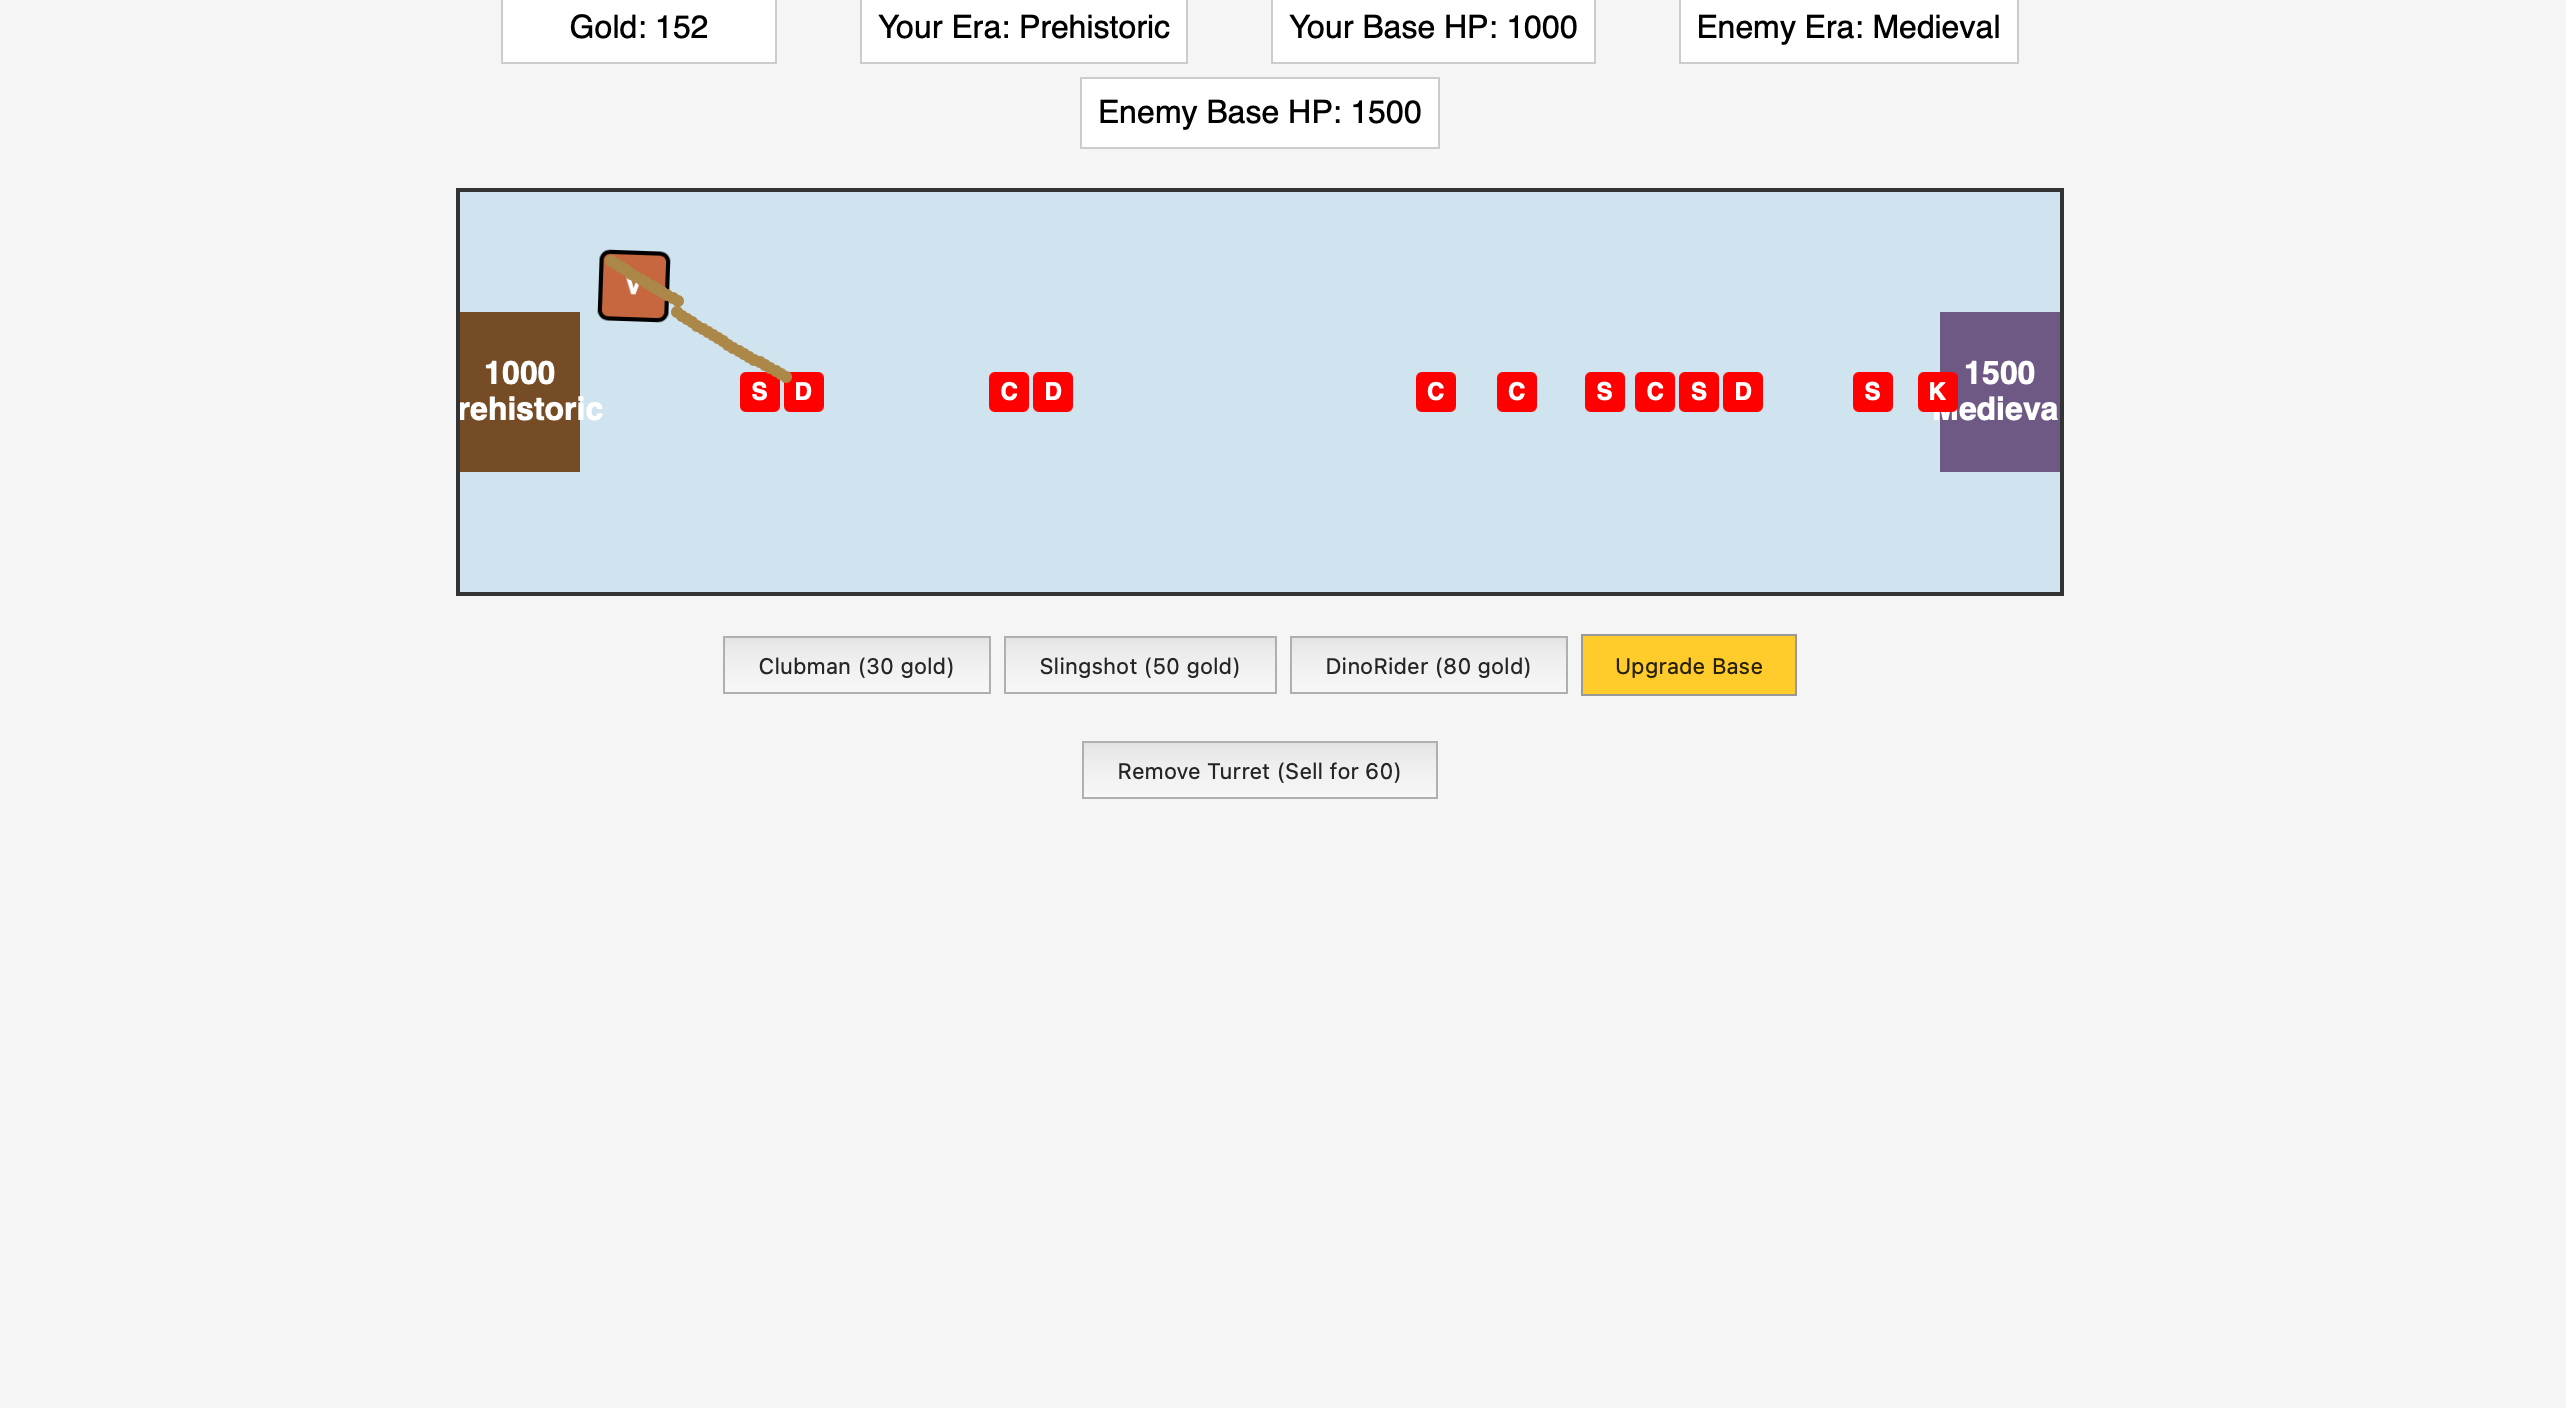 Gold: 152
Your Era: Prehistoric
Your Base HP: 1000
Enemy Era: Medieval
Enemy Base HP: 1500
V
1000
rehistoric
S
D
C
D
C
C
S
C
S
D
S
K
1500
Medieva
Clubman (30 gold)
Slingshot (50 gold)
DinoRider (80 gold)
Upgrade Base
Remove Turret (Sell for 60)